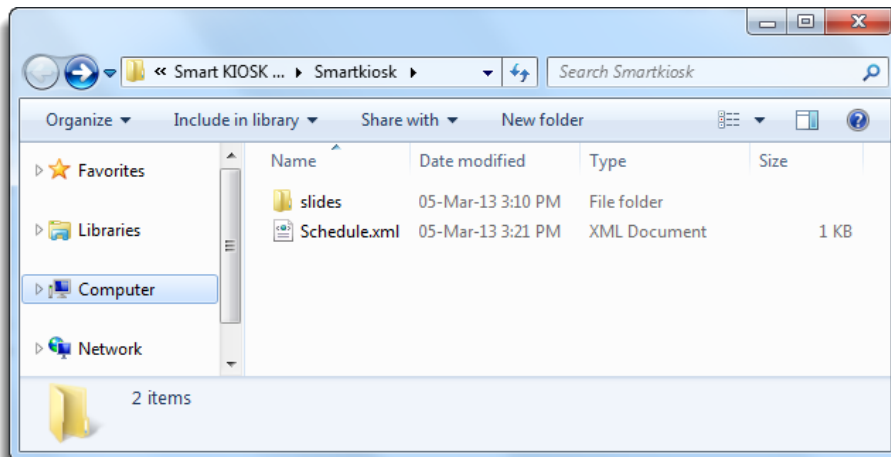 « Smart KIOSK ... Smartkiosk Search Smartkiosk
Organize Include in library Share with New folder
Name Date modified Type Size
Favorites
slides 05-Mar-13 3:10 PM File folder
Libraries
Schedule.xml 05-Mar-13 3:21 PM XML Document 1 KB
Computer
Network
2 items